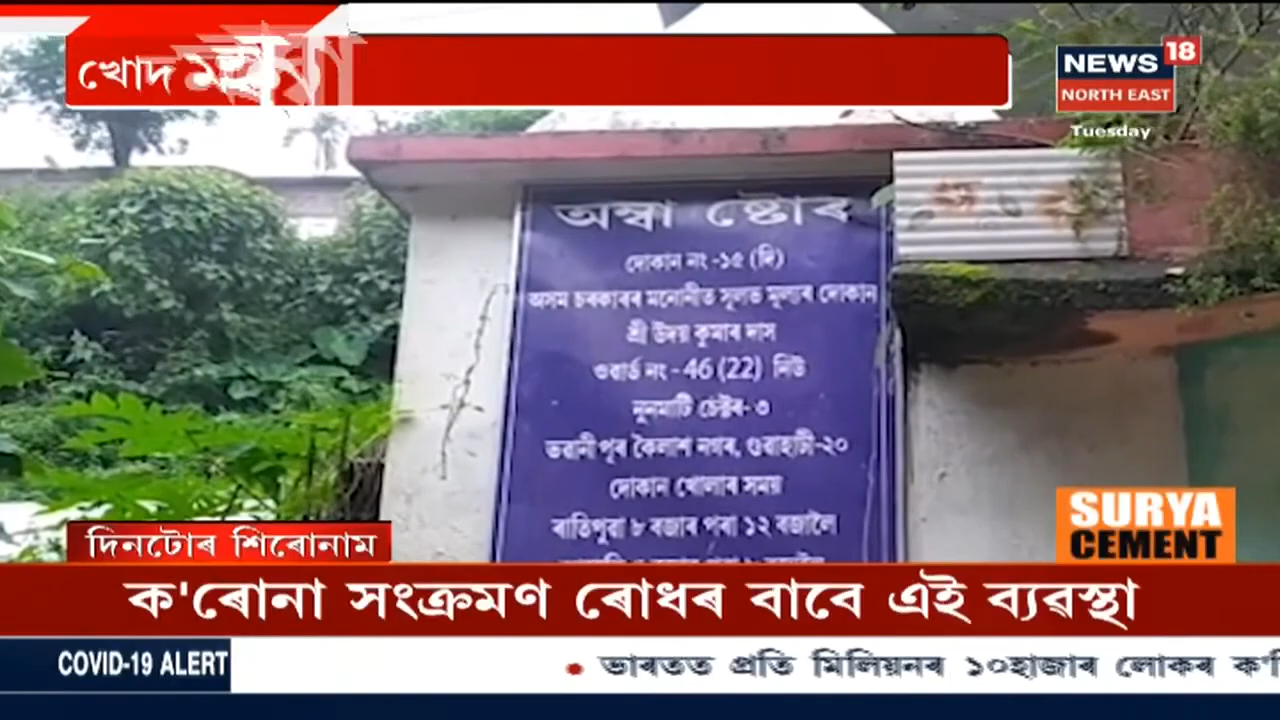 খোদ
NEWS 18
NORTH EAST
Tuesday
অম্বা ষ্টোৰ
দোকান নং -১৫ (দি)
অসম চৰকাৰৰ মনোনীত সুলভ মূল্যৰ দোকান
শ্ৰী উদয় কুমাৰ দাস
ওৱাৰ্ড নং - 46 (22) নিউ
নুনমাটি চেক্টৰ- ৩
ভৱানীপুৰ কৈলাশ নগৰ, গুৱাহাটী-২০
দোকান খোলাৰ সময়
ৰাতিপুৱা ৮ বজাৰ পৰা ১২ বজালৈ
SURYA
CEMENT
দিনটোৰ শিৰোনাম
ক'ৰোনা সংক্ৰমণ ৰোধৰ বাবে এই ব্যৱস্থা
COVID-19 ALERT
• ভাৰতত প্ৰতি মিলিয়নৰ ১০হাজাৰ লোকৰ